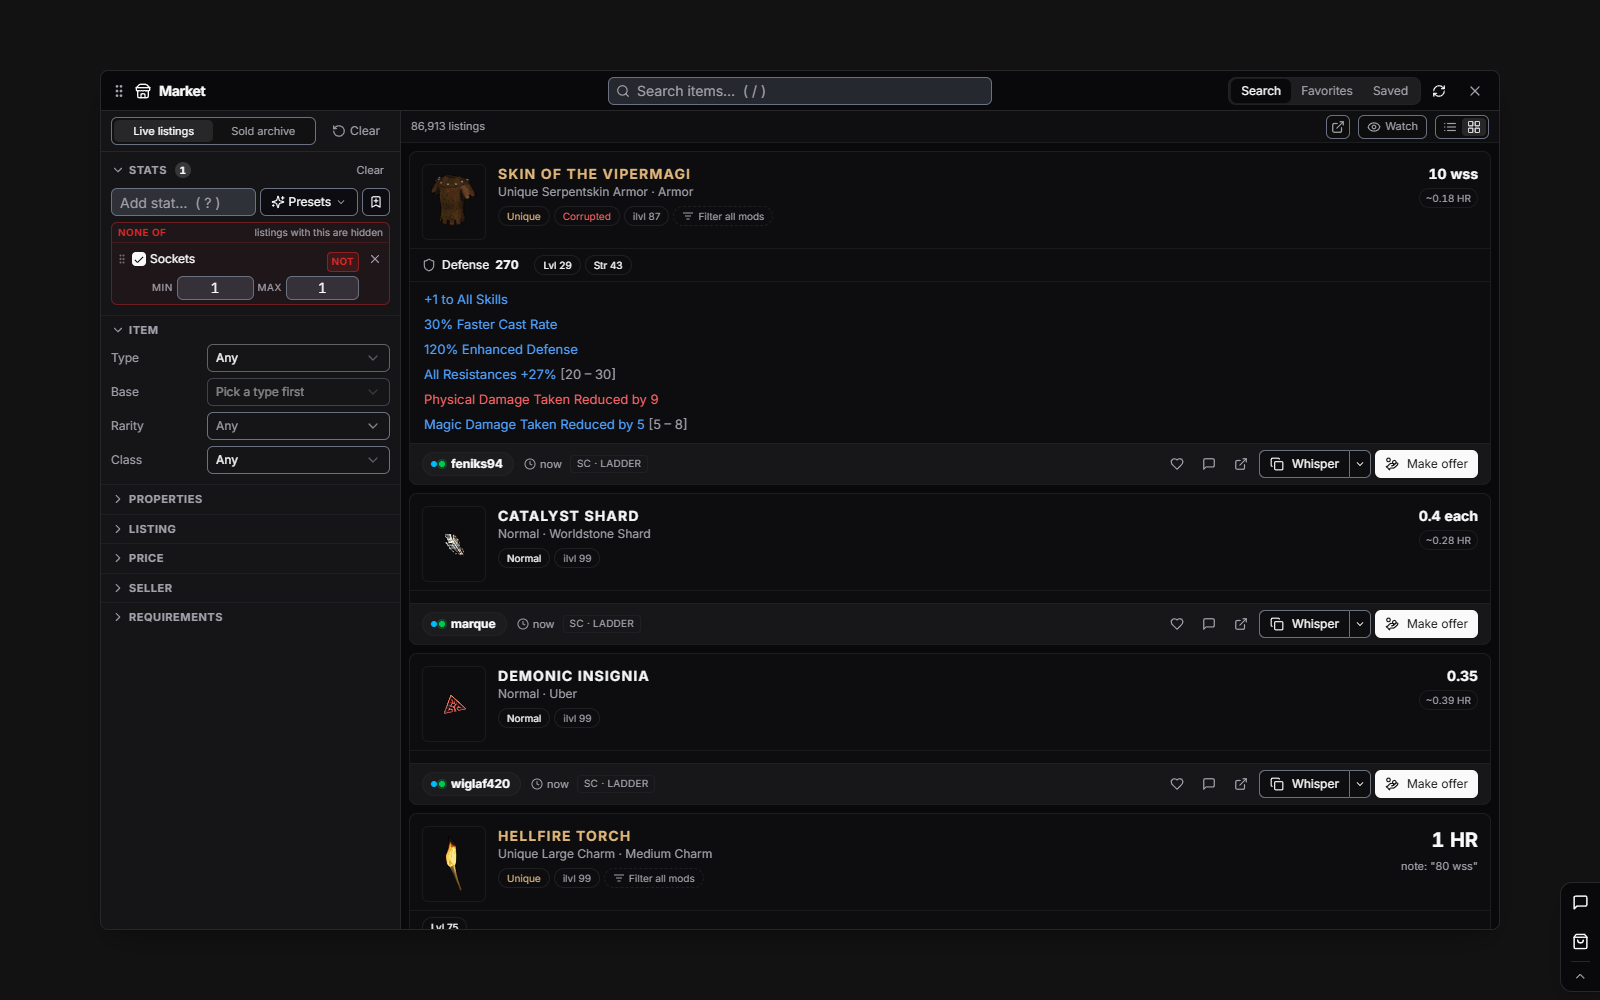 Market
Search items... ( / )
Search Favorites Saved
Live listings Sold archive Clear
86,913 listings
Watch
STATS 1 Clear
Add stat... ( ? ) Presets
NONE OF listings with this are hidden
Sockets NOT
MIN 1 MAX 1
ITEM
Type Any
Base Pick a type first
Rarity Any
Class Any
PROPERTIES
LISTING
PRICE
SELLER
REQUIREMENTS
SKIN OF THE VIPERMAGI 10 wss
Unique Serpentskin Armor · Armor ~0.18 HR
Unique Corrupted ilvl 87 Filter all mods
Defense 270 Lvl 29 Str 43
+1 to All Skills
30% Faster Cast Rate
120% Enhanced Defense
All Resistances +27% [20 – 30]
Physical Damage Taken Reduced by 9
Magic Damage Taken Reduced by 5 [5 – 8]
feniks94 now SC · LADDER Whisper Make offer
CATALYST SHARD 0.4 each
Normal · Worldstone Shard ~0.28 HR
Normal ilvl 99
marque now SC · LADDER Whisper Make offer
DEMONIC INSIGNIA 0.35
Normal · Uber ~0.39 HR
Normal ilvl 99
wiglaf420 now SC · LADDER Whisper Make offer
HELLFIRE TORCH 1 HR
Unique Large Charm · Medium Charm note: "80 wss"
Unique ilvl 99 Filter all mods
Lvl 75